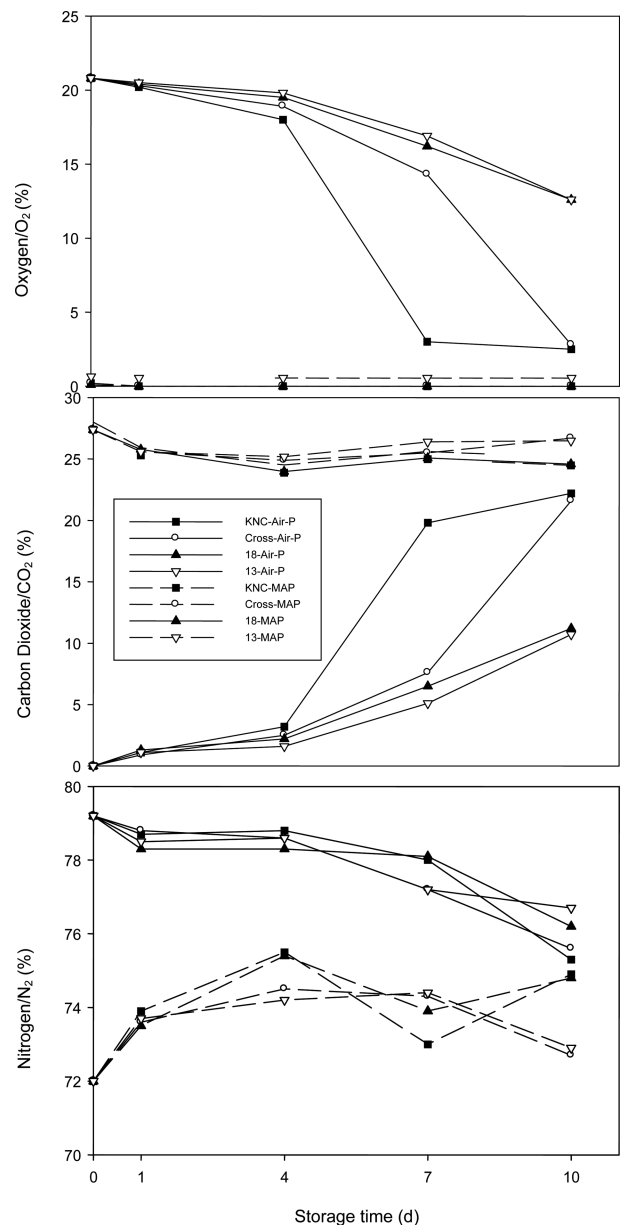 25
20
15
10
5
0
Oxygen/O₂ (%)
30
25
20
15
10
5
0
Carbon Dioxide/CO₂ (%)
KNC-Air-P
Cross-Air-P
18-Air-P
13-Air-P
KNC-MAP
Cross-MAP
18-MAP
13-MAP
80
78
76
74
72
70
Nitrogen/N₂ (%)
0 1 4 7 10
Storage time (d)